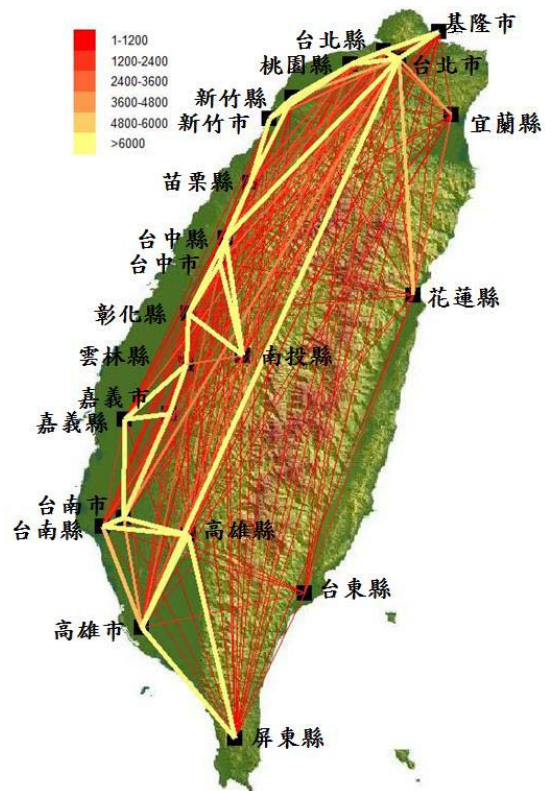 1-1200
1200-2400
2400-3600
3600-4800
4800-6000
>6000
基隆市
台北縣
台北市
桃園縣
新竹縣
新竹市
宜蘭縣
苗栗縣
台中縣
台中市
花蓮縣
彰化縣
雲林縣
南投縣
嘉義市
嘉義縣
台南市
台南縣
高雄縣
台東縣
高雄市
屏東縣